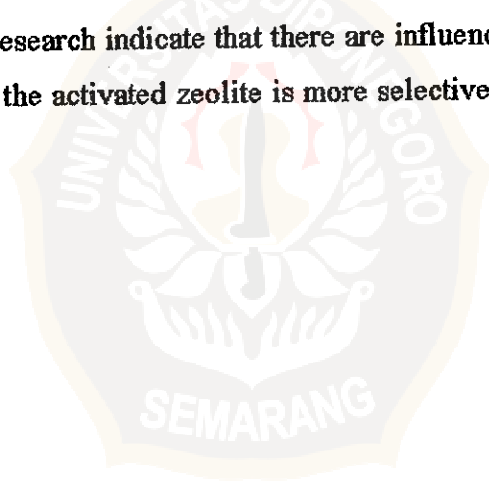 esearch indicate that there are influenc
the activated zeolite is more selective
UNIVERSITAS DIPONEGORO
SEMARANG